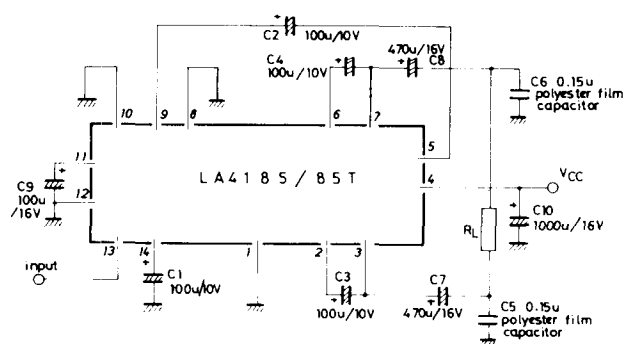 C2
100u/10V
C4
100u/10V
470u/16V
C8
C6 0.15u
polyester film
capacitor
10
9
8
6
7
11
12
5
4
LA4185/85T
C9
100u
/16V
VCC
C10
1000u/16V
RL
13
14
1
2
3
input
C1
100u/10V
C3
100u/10V
C7
470u/16V
C5 0.15u
polyester film
capacitor